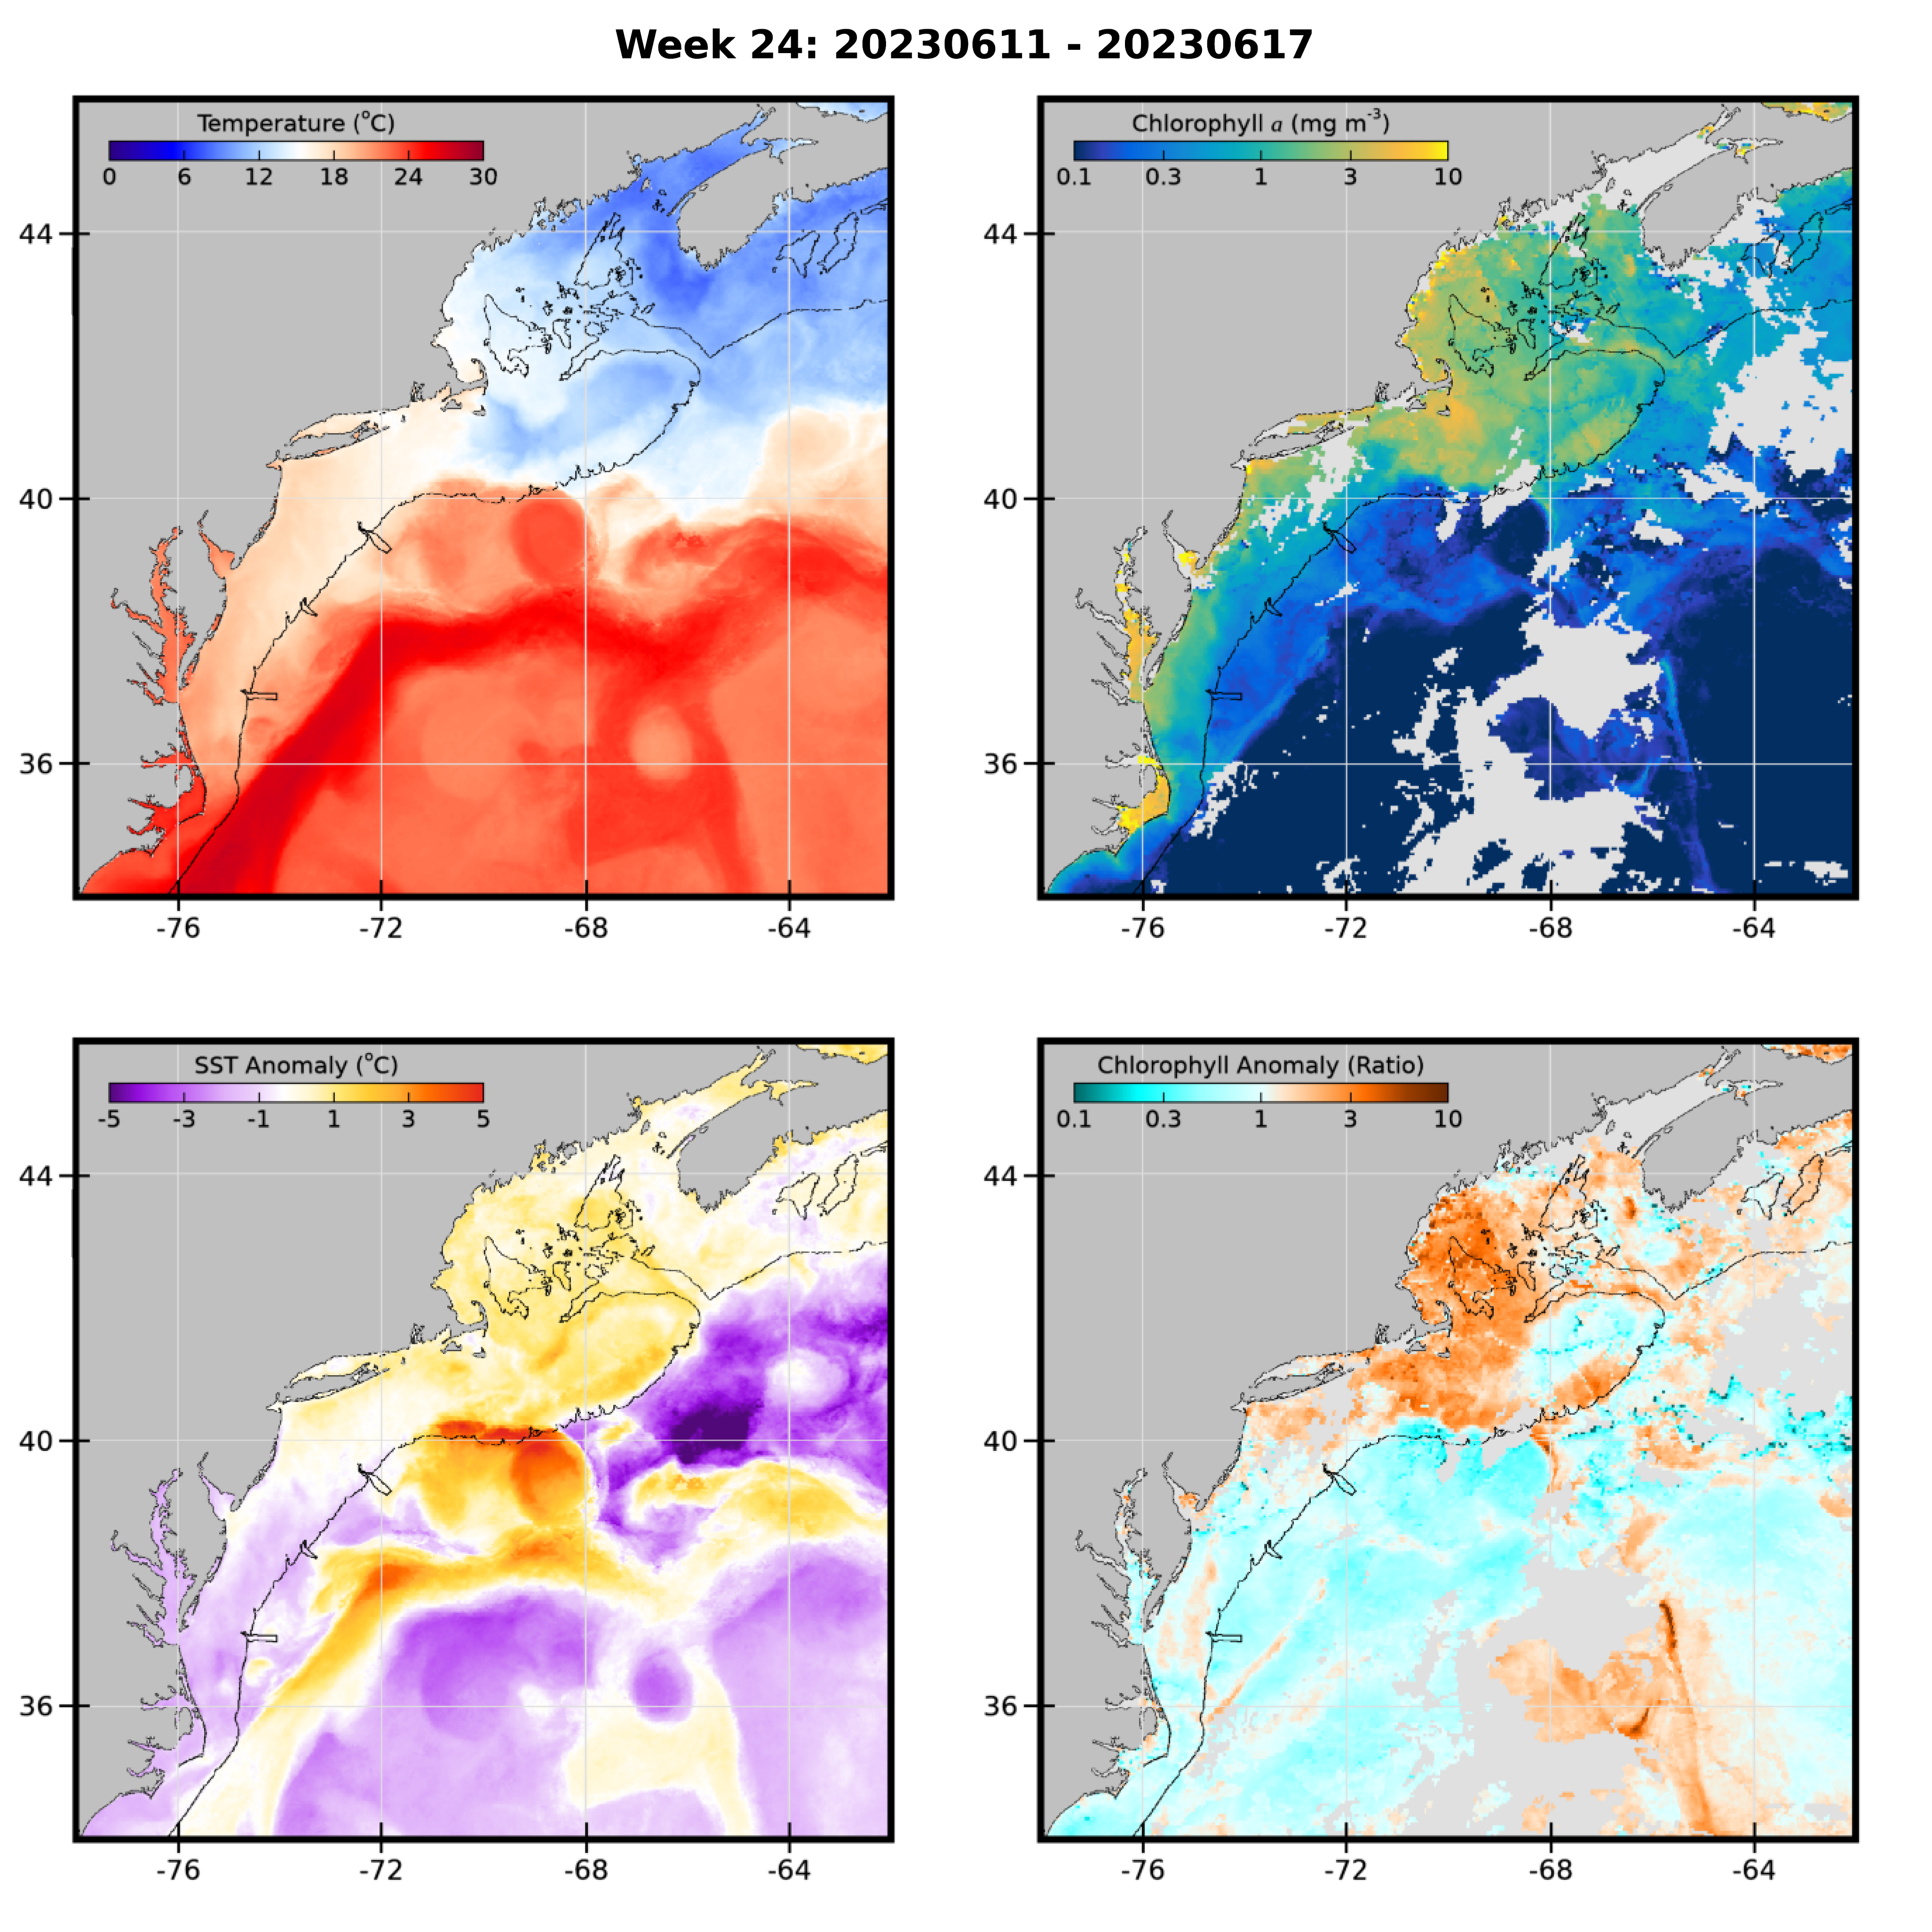 Week 24: 20230611 - 20230617
Temperature (°C)
0 6 12 18 24 30
44
40
36
-76 -72 -68 -64
Chlorophyll a (mg m⁻³)
0.1 0.3 1 3 10
44
40
36
-76 -72 -68 -64
SST Anomaly (°C)
-5 -3 -1 1 3 5
44
40
36
-76 -72 -68 -64
Chlorophyll Anomaly (Ratio)
0.1 0.3 1 3 10
44
40
36
-76 -72 -68 -64